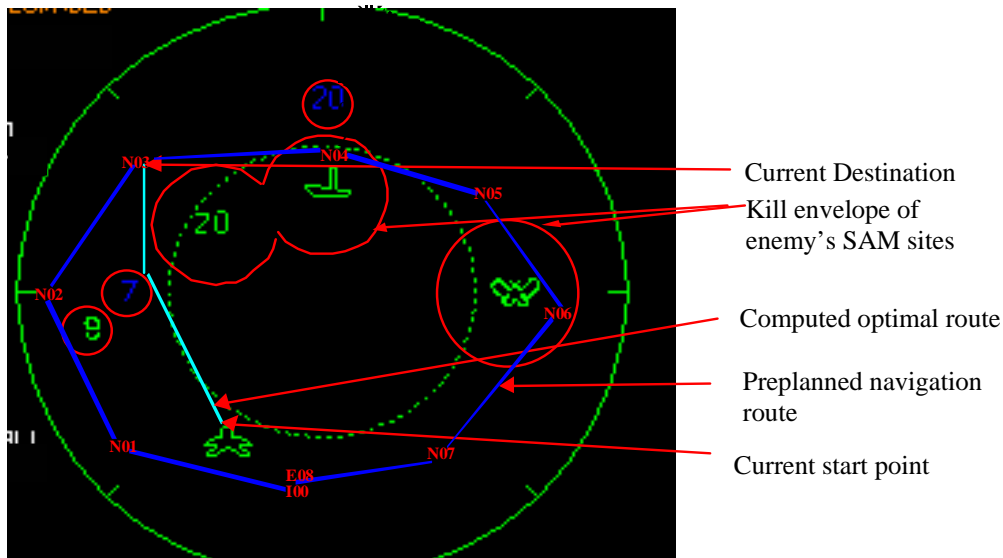 20
N03
N04
Current Destination
N05
Kill envelope of
enemy's SAM sites
20
7
N02
8
N06
Computed optimal route
Preplanned navigation
route
N01
N07
Current start point
E08
I00